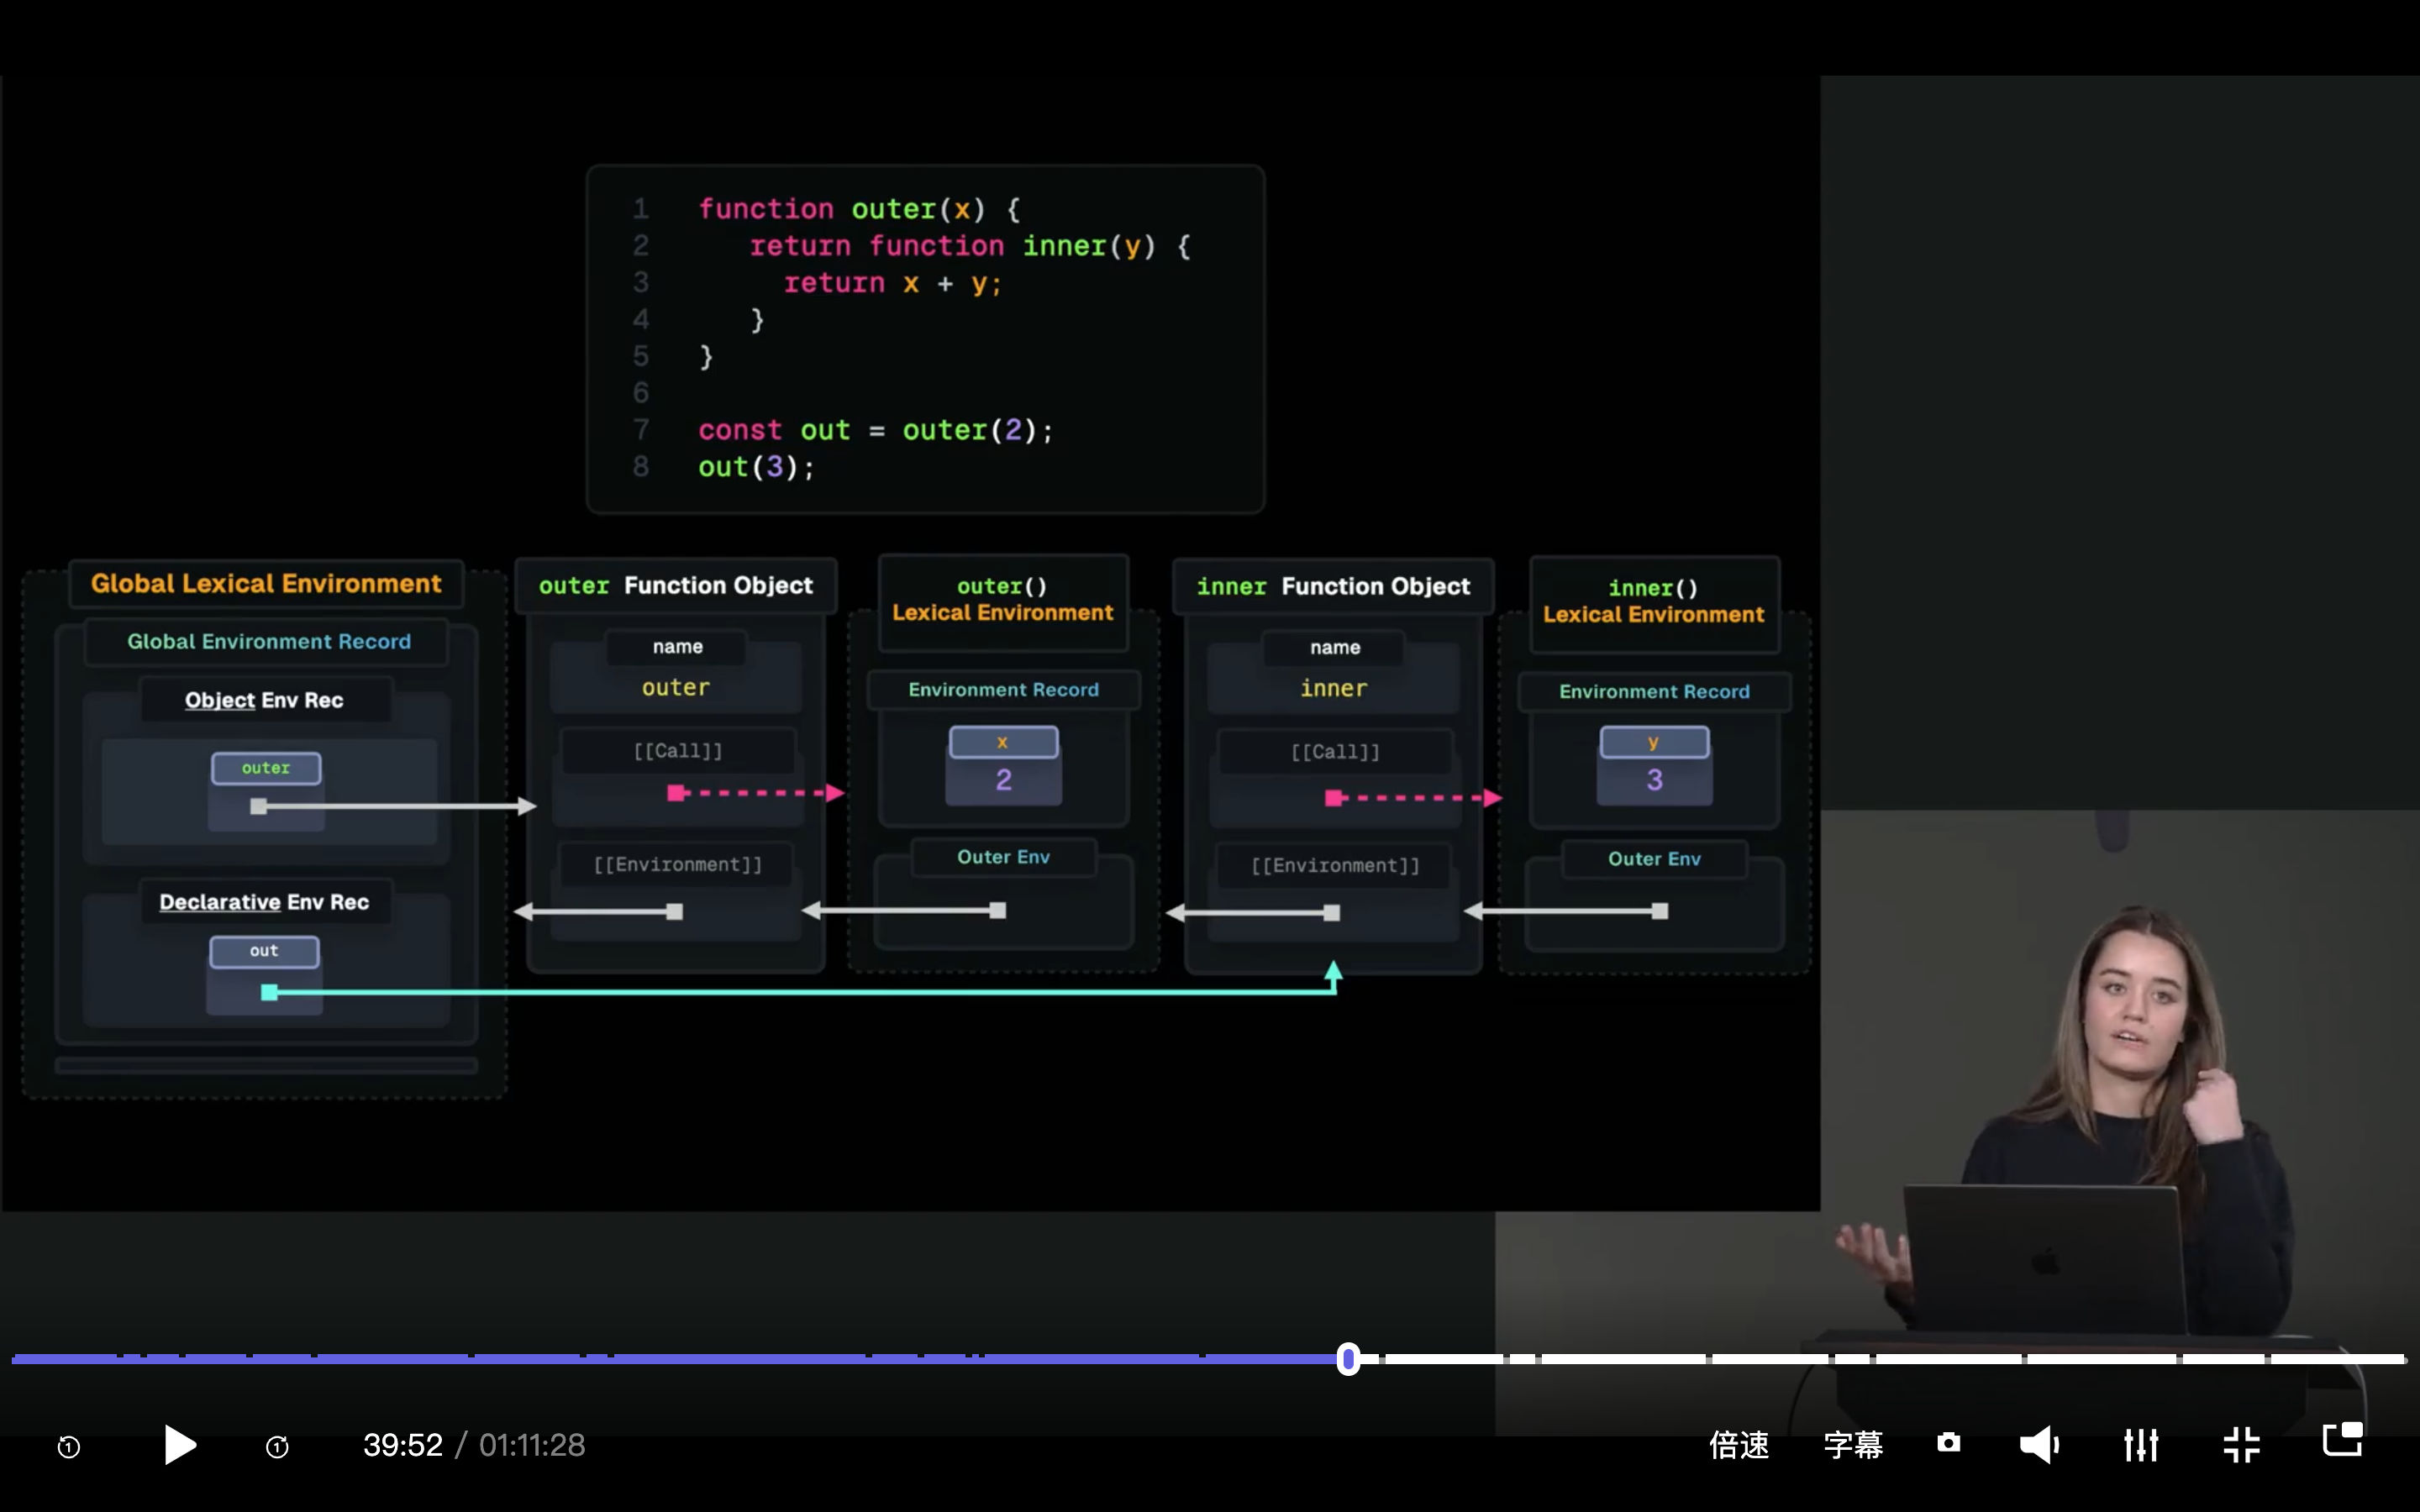 1 function outer(x) {
2 return function inner(y) {
3 return x + y;
4 }
5 }
6
7 const out = outer(2);
8 out(3);
Global Lexical Environment
Global Environment Record
Object Env Rec
outer
Declarative Env Rec
out
outer Function Object
name
outer
[[Call]]
[[Environment]]
outer()
Lexical Environment
Environment Record
x
2
Outer Env
inner Function Object
name
inner
[[Call]]
[[Environment]]
inner()
Lexical Environment
Environment Record
y
3
Outer Env
1
1
39:52 / 01:11:28
倍速
字幕